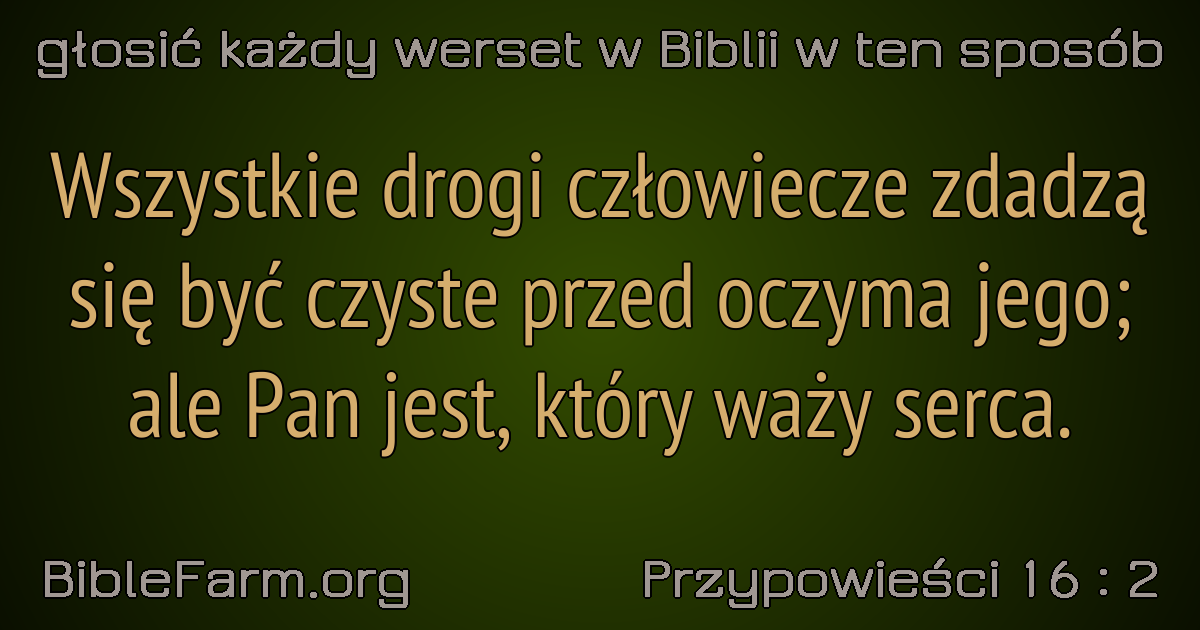 głosić każdy werset w Biblii w ten sposób
Wszystkie drogi człowiecze zdadzą
się być czyste przed oczyma jego;
ale Pan jest, który waży serca.
BibleFarm.org
Przypowieści 16 : 2